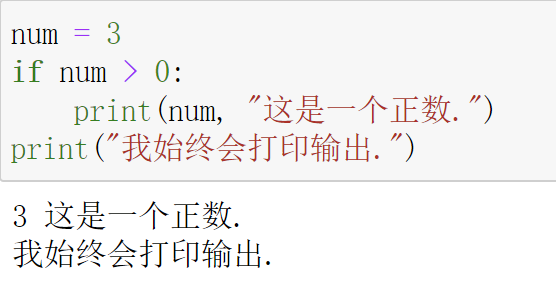 num = 3
if num > 0:
    print(num, "这是一个正数.")
print("我始终会打印输出.")
3 这是一个正数.
我始终会打印输出.